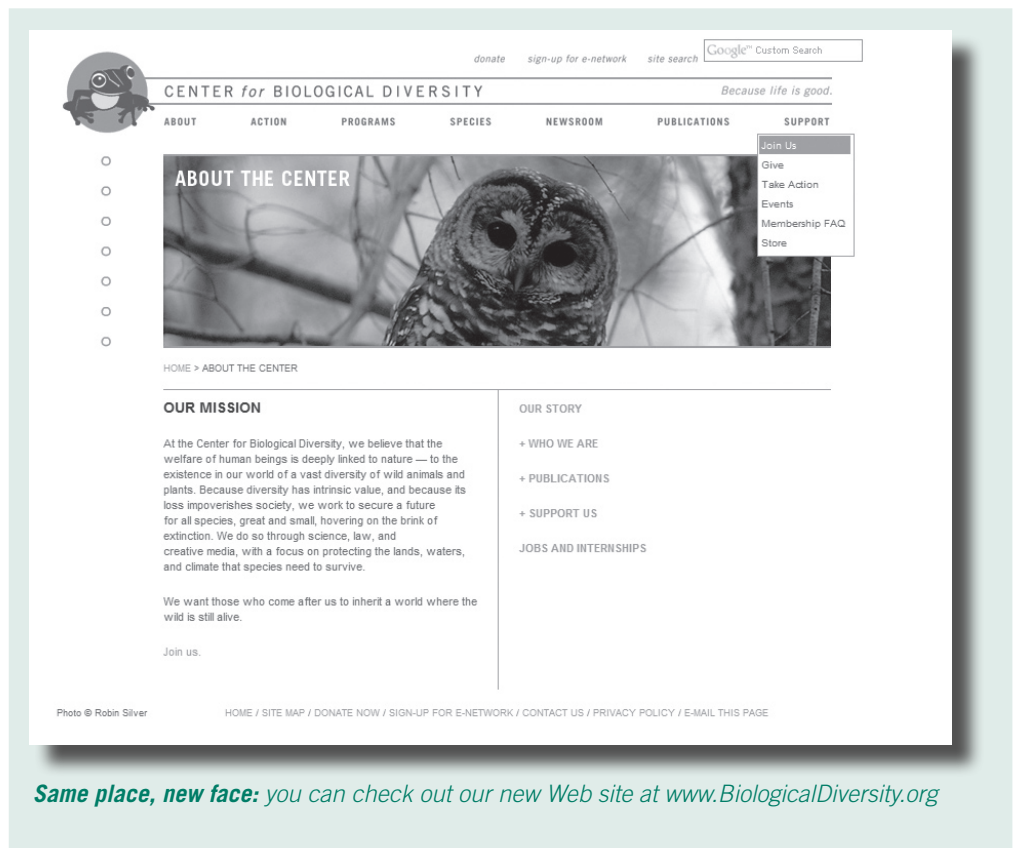 donate sign-up for e-network site search Google™ Custom Search
CENTER for BIOLOGICAL DIVERSITY Because life is good.
ABOUT ACTION PROGRAMS SPECIES NEWSROOM PUBLICATIONS SUPPORT
Join Us
Give
Take Action
Events
Membership FAQ
Store
ABOUT THE CENTER
HOME > ABOUT THE CENTER
OUR MISSION
At the Center for Biological Diversity, we believe that the
welfare of human beings is deeply linked to nature — to the
existence in our world of a vast diversity of wild animals and
plants. Because diversity has intrinsic value, and because its
loss impoverishes society, we work to secure a future
for all species, great and small, hovering on the brink of
extinction. We do so through science, law, and
creative media, with a focus on protecting the lands, waters,
and climate that species need to survive.
We want those who come after us to inherit a world where the
wild is still alive.
Join us.
OUR STORY
+ WHO WE ARE
+ PUBLICATIONS
+ SUPPORT US
JOBS AND INTERNSHIPS
Photo © Robin Silver
HOME / SITE MAP / DONATE NOW / SIGN-UP FOR E-NETWORK / CONTACT US / PRIVACY POLICY / E-MAIL THIS PAGE
Same place, new face: you can check out our new Web site at www.BiologicalDiversity.org